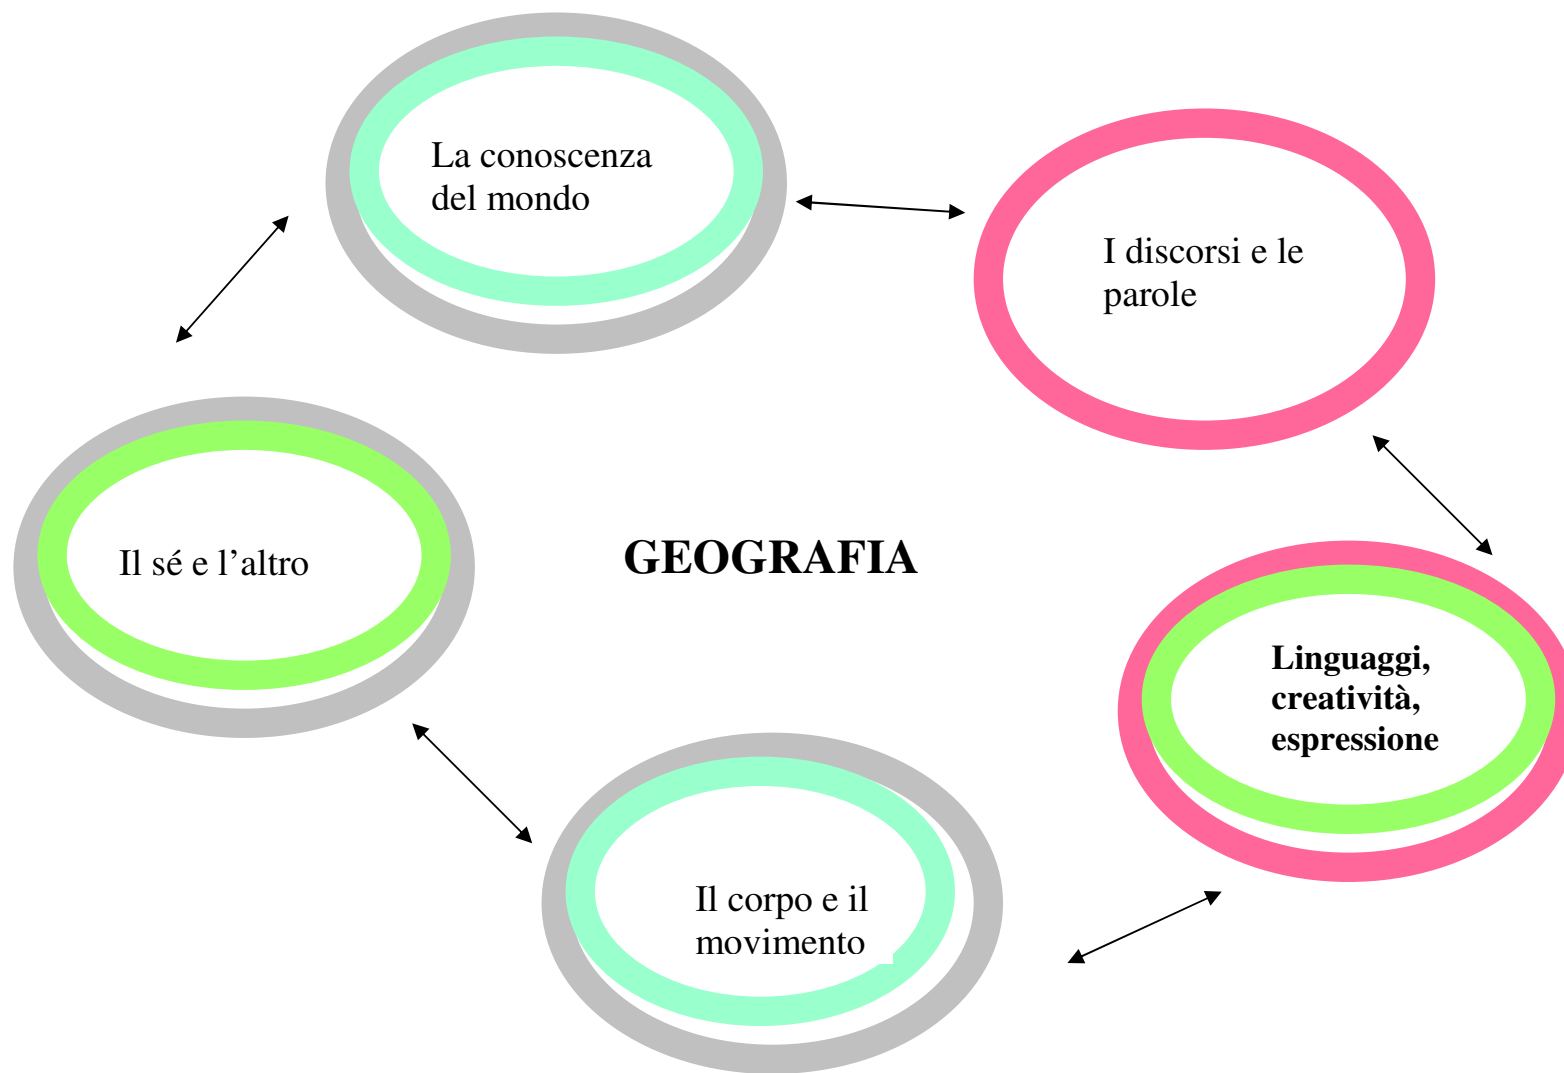 La conoscenza
del mondo
I discorsi e le
parole
Il sé e l’altro
GEOGRAFIA
Linguaggi,
creatività,
espressione
Il corpo e il
movimento